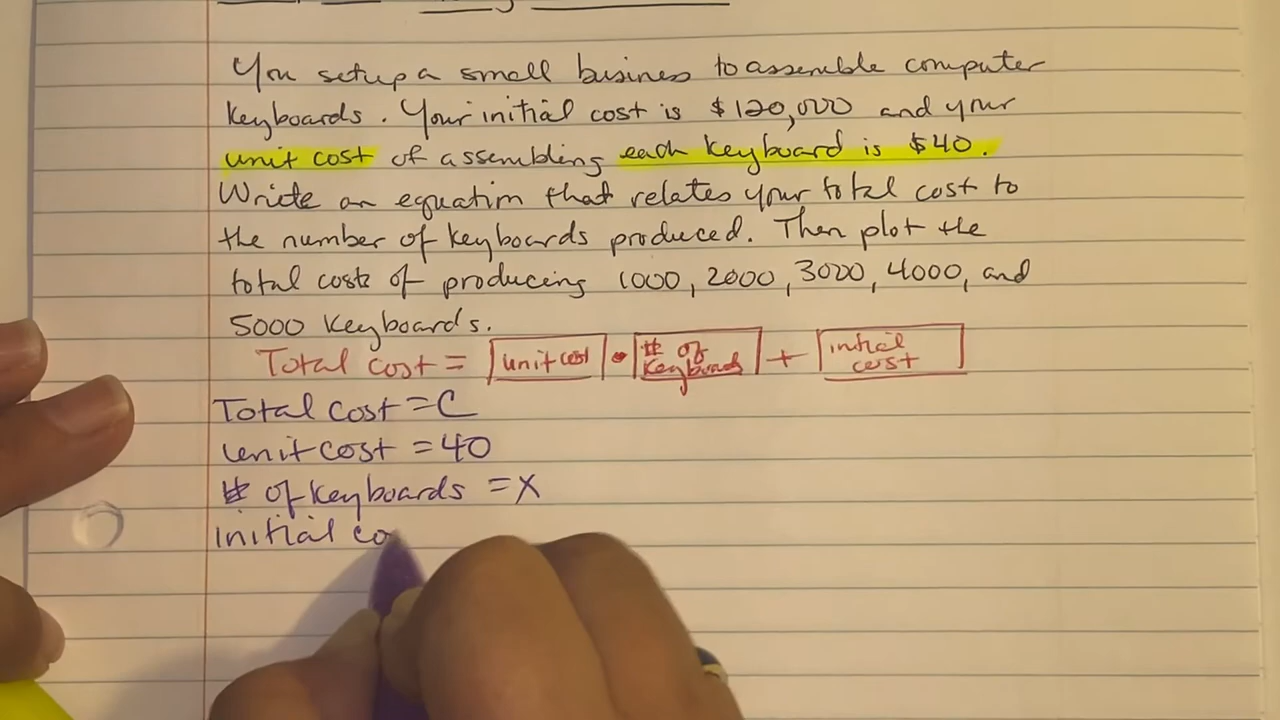 You setup a small business to assemble computer
keyboards. Your initial cost is $120,000 and your
unit cost of assembling each keyboard is $40.
Write an equation that relates your total cost to
the number of keyboards produced. Then plot the
total costs of producing 1000, 2000, 3000, 4000, and
5000 keyboards.
Total cost = unit cost • # of keyboards + initial cost
Total cost = C
unit cost = 40
# of keyboards = x
initial co